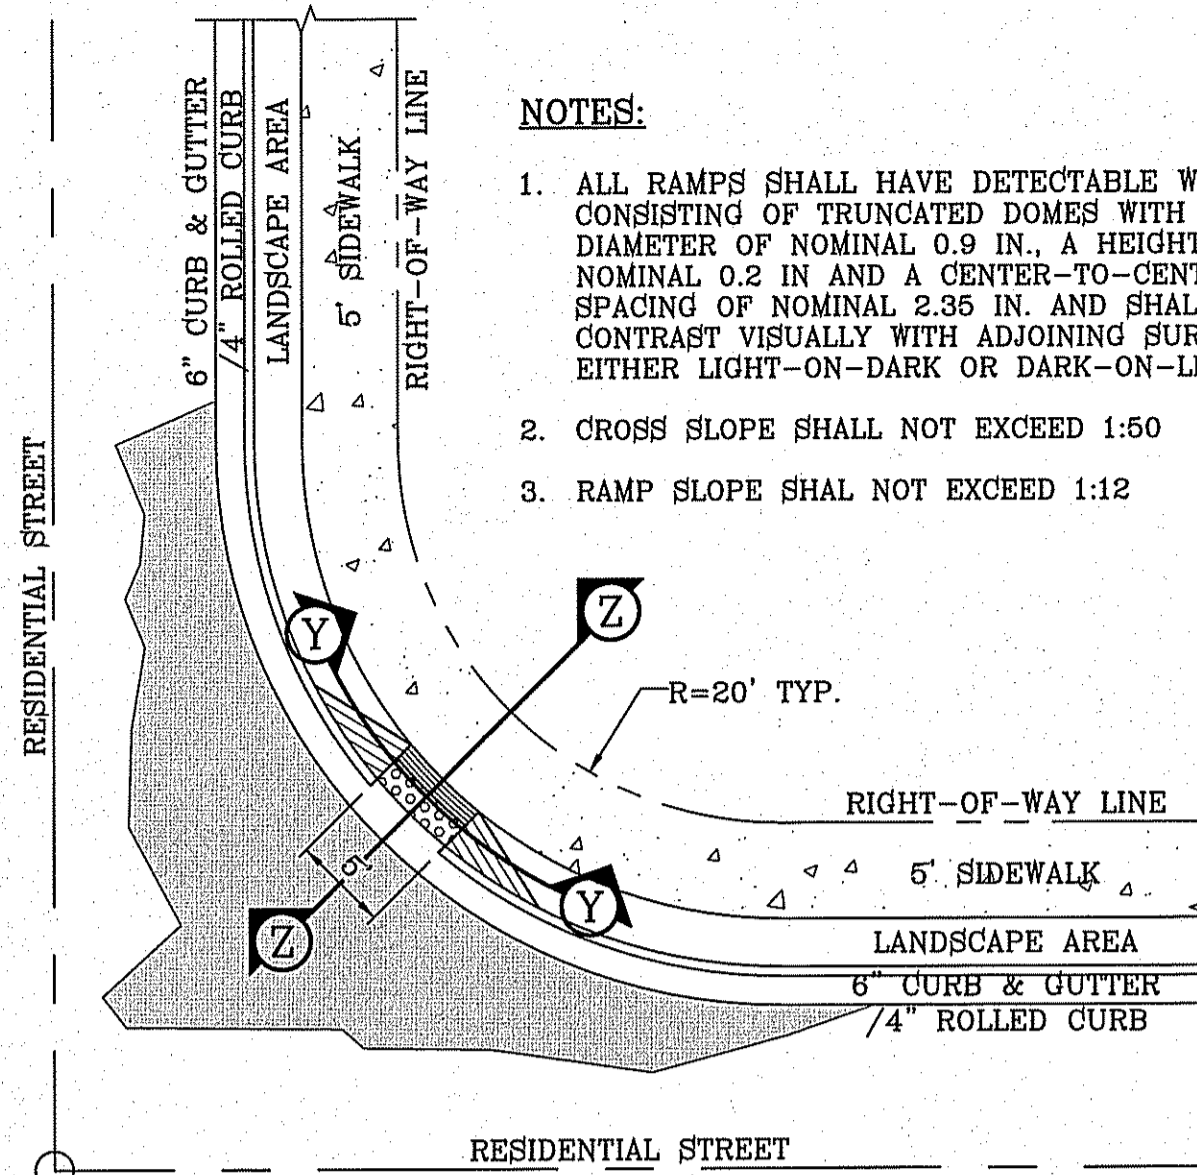 NOTES:
1. ALL RAMPS SHALL HAVE DETECTABLE W
CONSISTING OF TRUNCATED DOMES WITH
DIAMETER OF NOMINAL 0.9 IN., A HEIGHT
NOMINAL 0.2 IN AND A CENTER-TO-CENT
SPACING OF NOMINAL 2.35 IN. AND SHAL
CONTRAST VISUALLY WITH ADJOINING SUR
EITHER LIGHT-ON-DARK OR DARK-ON-LI
2. CROSS SLOPE SHALL NOT EXCEED 1:50
3. RAMP SLOPE SHAL NOT EXCEED 1:12
RESIDENTIAL STREET
6" CURB & GUTTER
/4" ROLLED CURB
LANDSCAPE AREA
5' SIDEWALK
RIGHT-OF-WAY LINE
Y
Z
R=20' TYP.
5'
Z
Y
RIGHT-OF-WAY LINE
5' SIDEWALK
LANDSCAPE AREA
6" CURB & GUTTER
/4" ROLLED CURB
RESIDENTIAL STREET